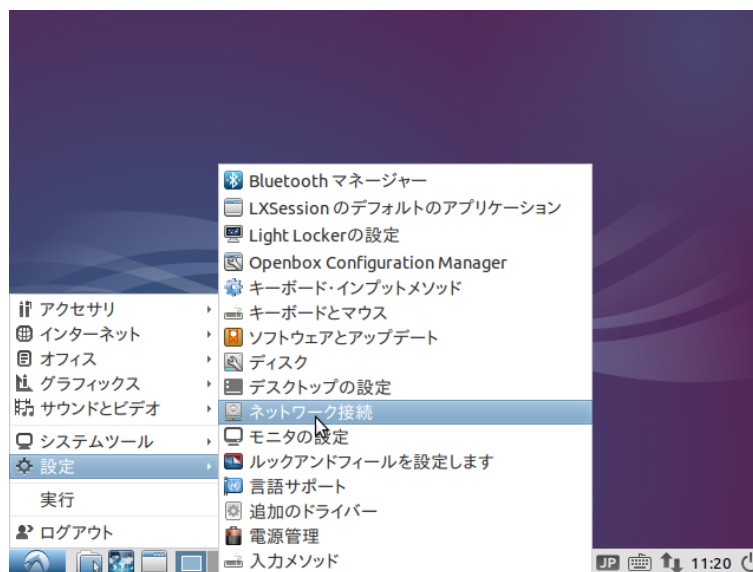 Bluetooth マネージャー
LXSession のデフォルトのアプリケーション
Light Lockerの設定
Openbox Configuration Manager
キーボード・インプットメソッド
キーボードとマウス
ソフトウェアとアップデート
ディスク
デスクトップの設定
ネットワーク接続
モニタの設定
ルックアンドフィールを設定します
言語サポート
追加のドライバー
電源管理
入力メソッド
アクセサリ
インターネット
オフィス
グラフィックス
サウンドとビデオ
システムツール
設定
実行
ログアウト
JP 11:20